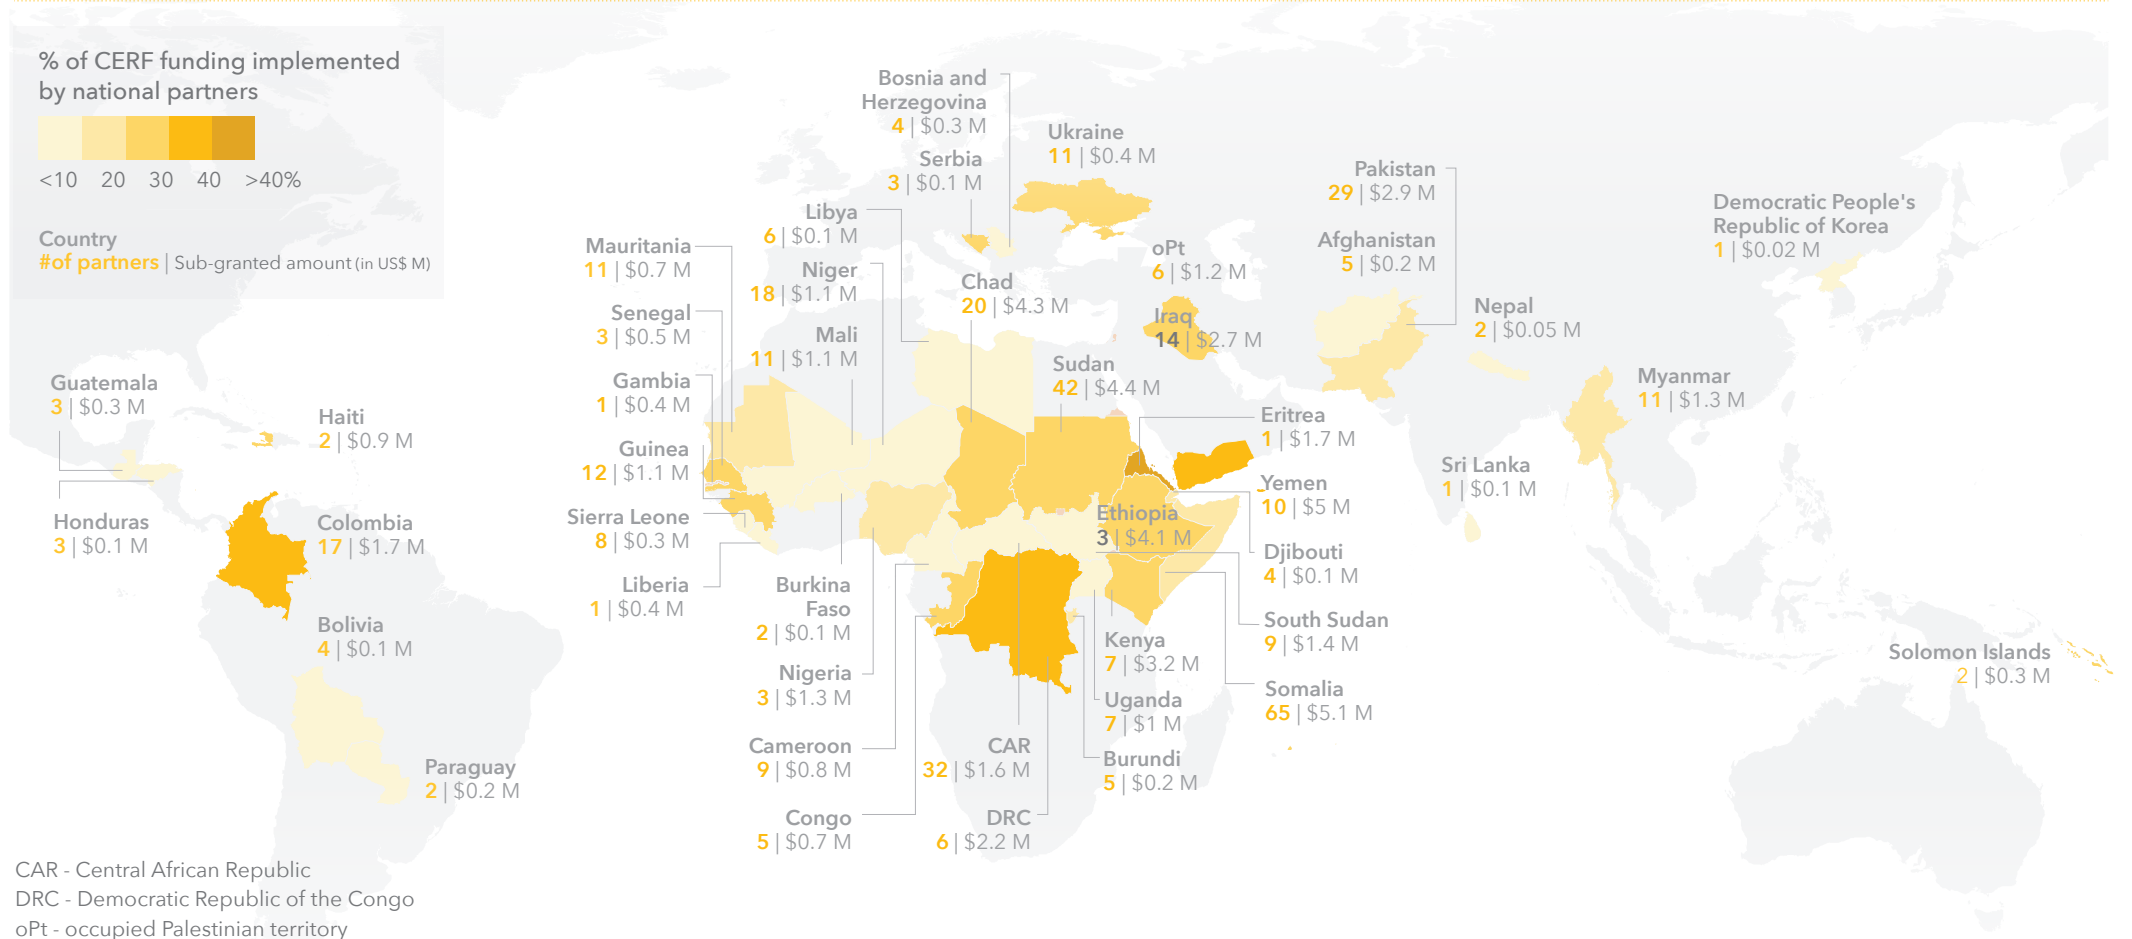 % of CERF funding implemented
by national partners
<10 20 30 40 >40%
Country
#of partners | Sub-granted amount (in US$ M)
Bosnia and
Herzegovina
4 | $0.3 M
Serbia
3 | $0.1 M
Ukraine
11 | $0.4 M
Pakistan
29 | $2.9 M
Afghanistan
5 | $0.2 M
Democratic People's
Republic of Korea
1 | $0.02 M
Libya
6 | $0.1 M
Mauritania
11 | $0.7 M
Niger
18 | $1.1 M
Chad
20 | $4.3 M
oPt
6 | $1.2 M
Iraq
14 | $2.7 M
Nepal
2 | $0.05 M
Senegal
3 | $0.5 M
Mali
11 | $1.1 M
Sudan
42 | $4.4 M
Myanmar
11 | $1.3 M
Guatemala
3 | $0.3 M
Haiti
2 | $0.9 M
Gambia
1 | $0.4 M
Eritrea
1 | $1.7 M
Guinea
12 | $1.1 M
Sri Lanka
1 | $0.1 M
Yemen
10 | $5 M
Honduras
3 | $0.1 M
Colombia
17 | $1.7 M
Sierra Leone
8 | $0.3 M
Ethiopia
3 | $4.1 M
Djibouti
4 | $0.1 M
Liberia
1 | $0.4 M
Burkina
Faso
2 | $0.1 M
Bolivia
4 | $0.1 M
South Sudan
9 | $1.4 M
Kenya
7 | $3.2 M
Solomon Islands
2 | $0.3 M
Nigeria
3 | $1.3 M
Uganda
7 | $1 M
Somalia
65 | $5.1 M
Cameroon
9 | $0.8 M
CAR
32 | $1.6 M
Burundi
5 | $0.2 M
Paraguay
2 | $0.2 M
Congo
5 | $0.7 M
DRC
6 | $2.2 M
CAR - Central African Republic
DRC - Democratic Republic of the Congo
oPt - occupied Palestinian territory